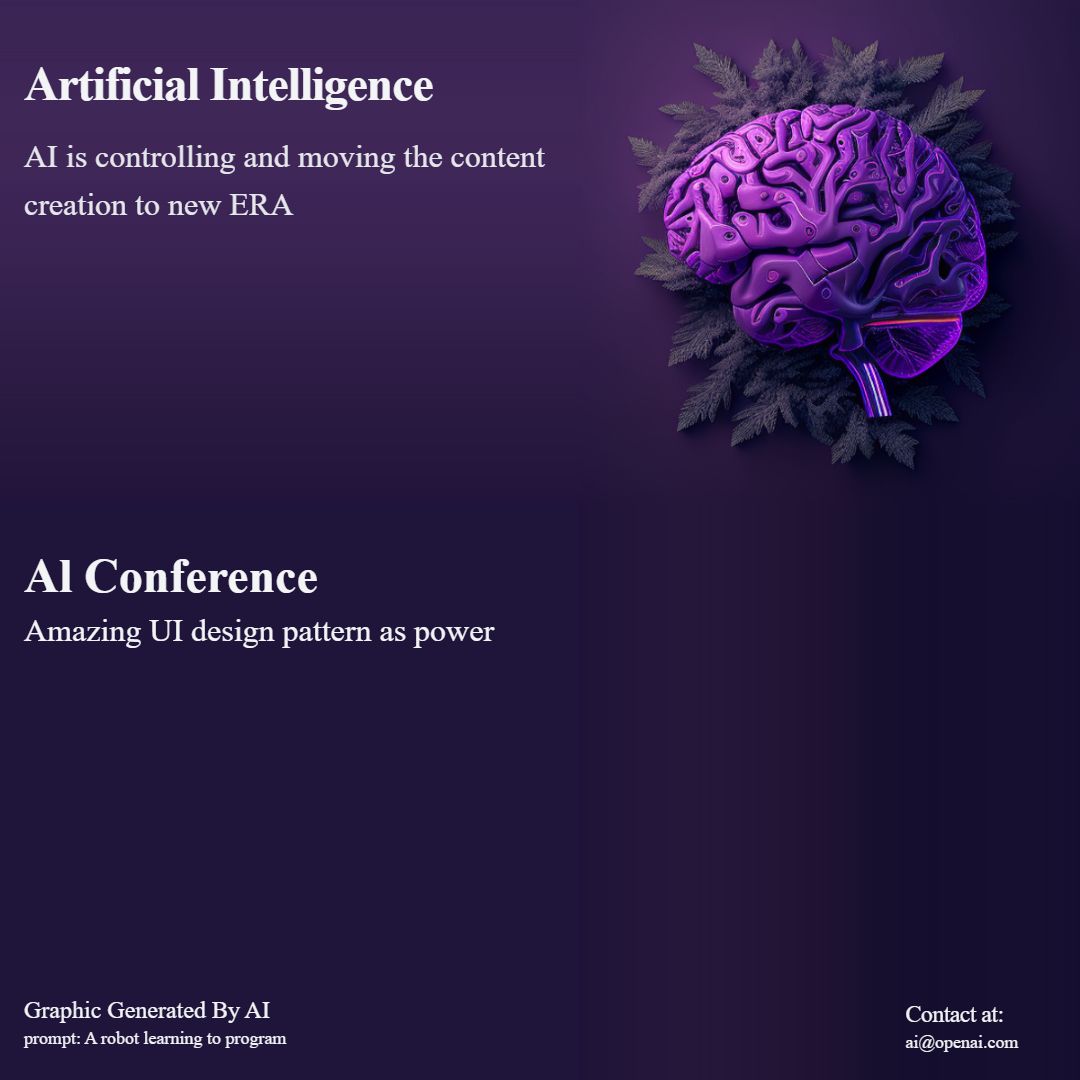 Artificial Intelligence
AI is controlling and moving the content
creation to new ERA
Al Conference
Amazing UI design pattern as power
Graphic Generated By AI
prompt: A robot learning to program
Contact at:
ai@openai.com